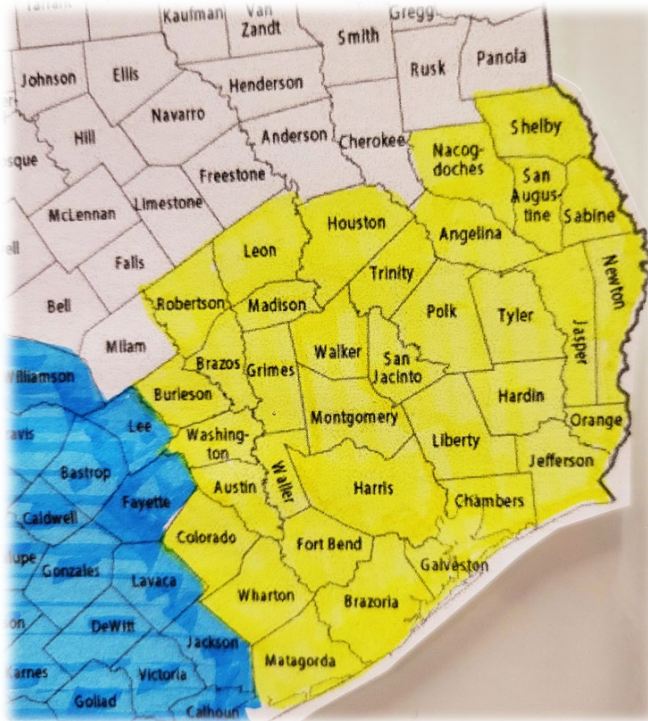 Kaufman
Van
Zandt
Gregg
Smith
Rusk
Panola
Johnson
Ellis
Henderson
Navarro
Hill
Anderson
Cherokee
Shelby
Nacog-
doches
San
Augus-
tine
Sabine
Freestone
Limestone
McLennan
Houston
Angelina
Leon
Falls
Trinity
Newton
Bell
Robertson
Madison
Polk
Tyler
Jasper
Milam
Brazos
Grimes
Walker
San
Jacinto
Williamson
Burleson
Hardin
Lee
Montgomery
Orange
Washing-
ton
Liberty
Jefferson
Bastrop
Austin
Waller
Harris
Fayette
Chambers
Caldwell
Colorado
Fort Bend
Galveston
Gonzales
Lavaca
Wharton
Brazoria
DeWitt
Jackson
Matagorda
Victoria
Goliad
Calhoun